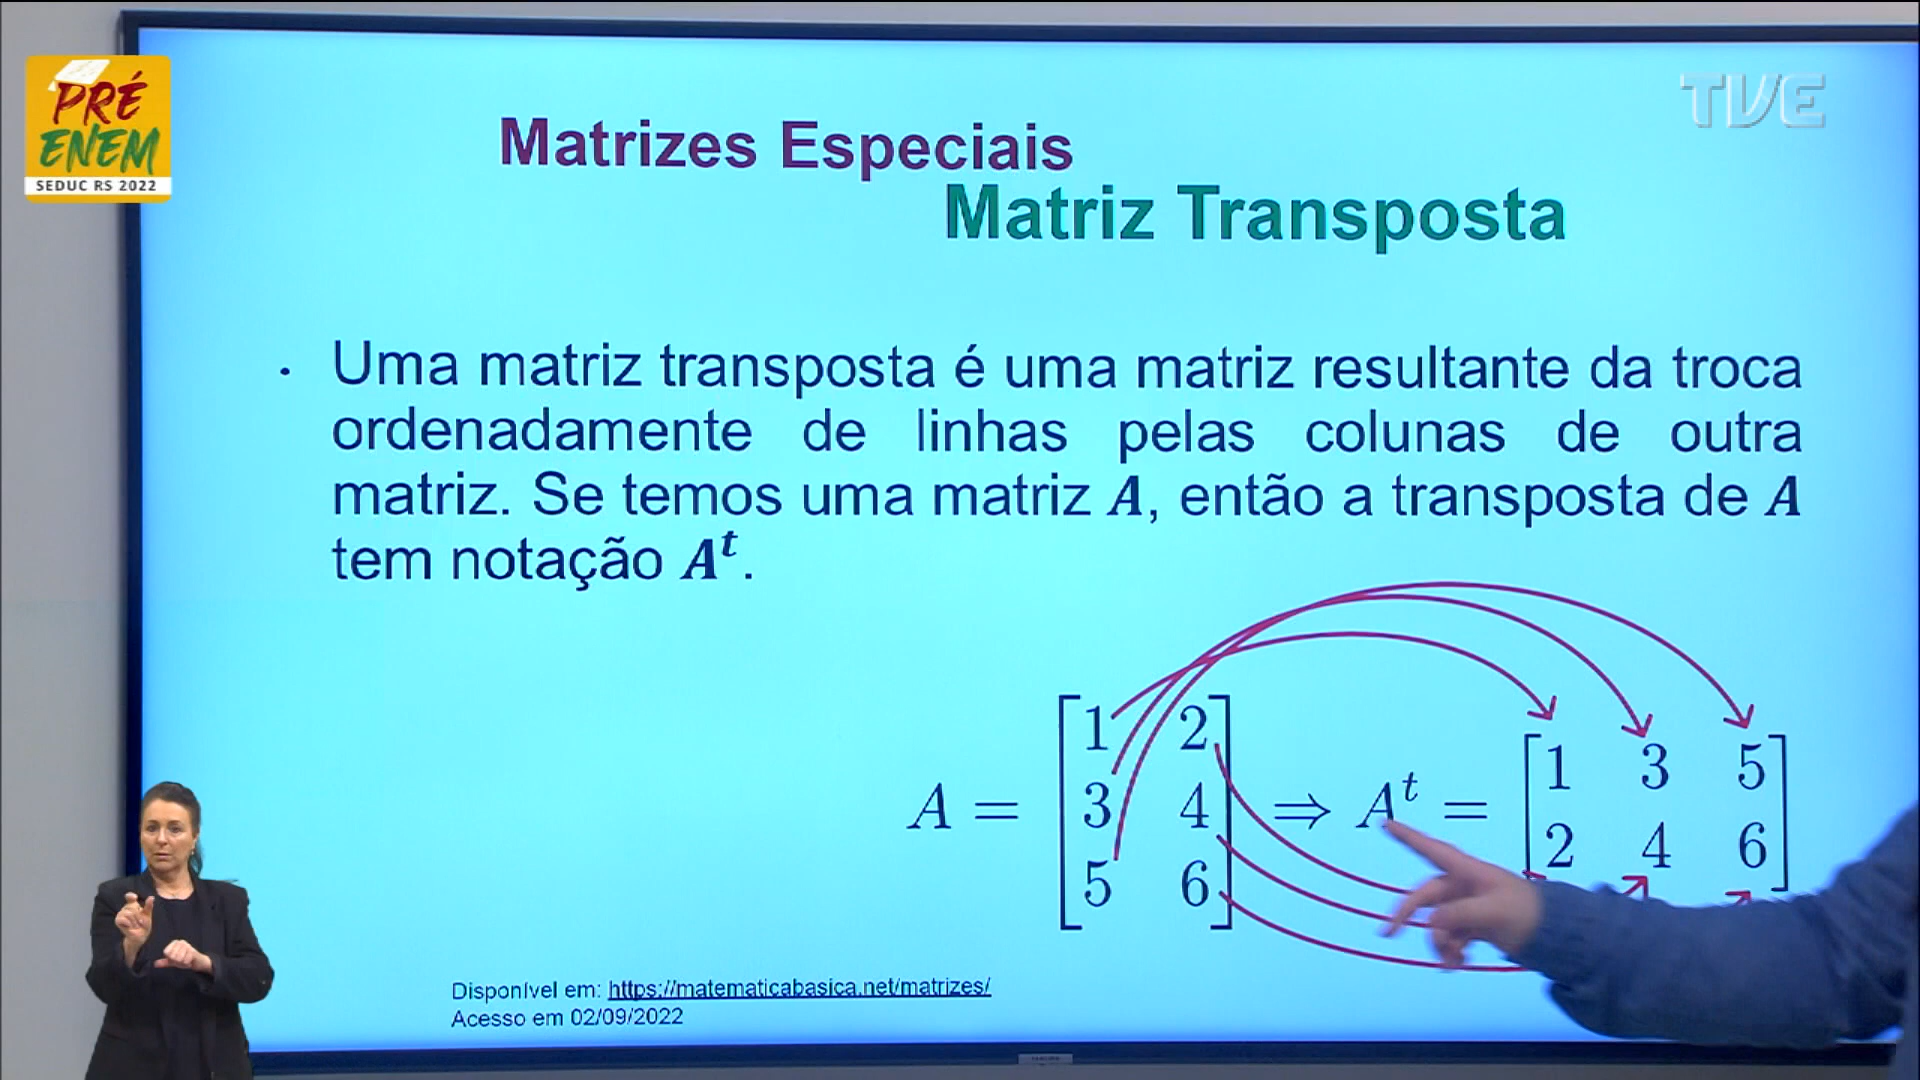 PRÉ
ENEM
SEDUC RS 2022
TVE
Matrizes Especiais
Matriz Transposta
• Uma matriz transposta é uma matriz resultante da troca
ordenadamente de linhas pelas colunas de outra
matriz. Se temos uma matriz A, então a transposta de A
tem notação Aᵗ.
A = [1 2; 3 4; 5 6] ⇒ Aᵗ = [1 3 5; 2 4 6]
Disponível em: https://matematicabasica.net/matrizes/
Acesso em 02/09/2022